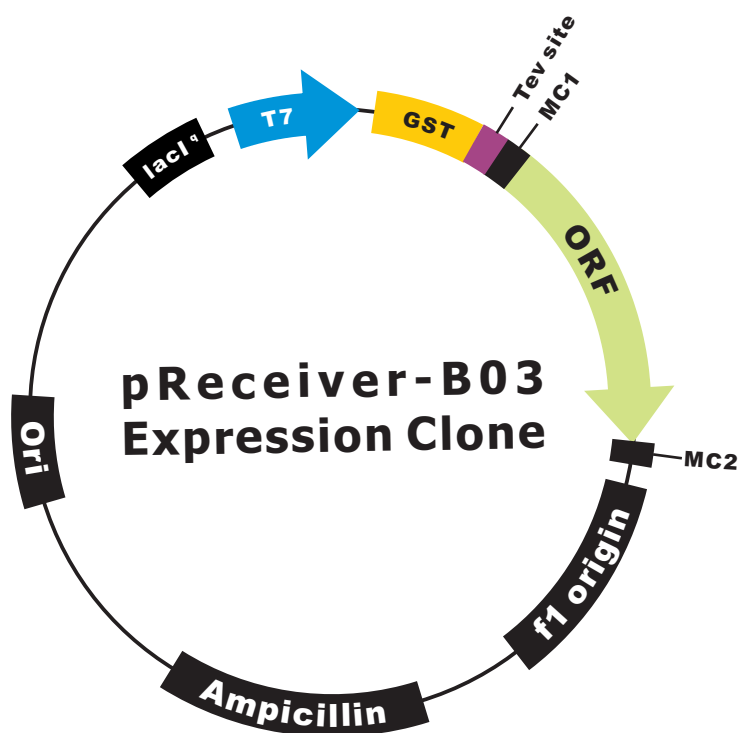 Tev site
MC1
T7
GST
lacI q
ORF
pReceiver-B03
Expression Clone
Ori
MC2
f1 origin
Ampicillin